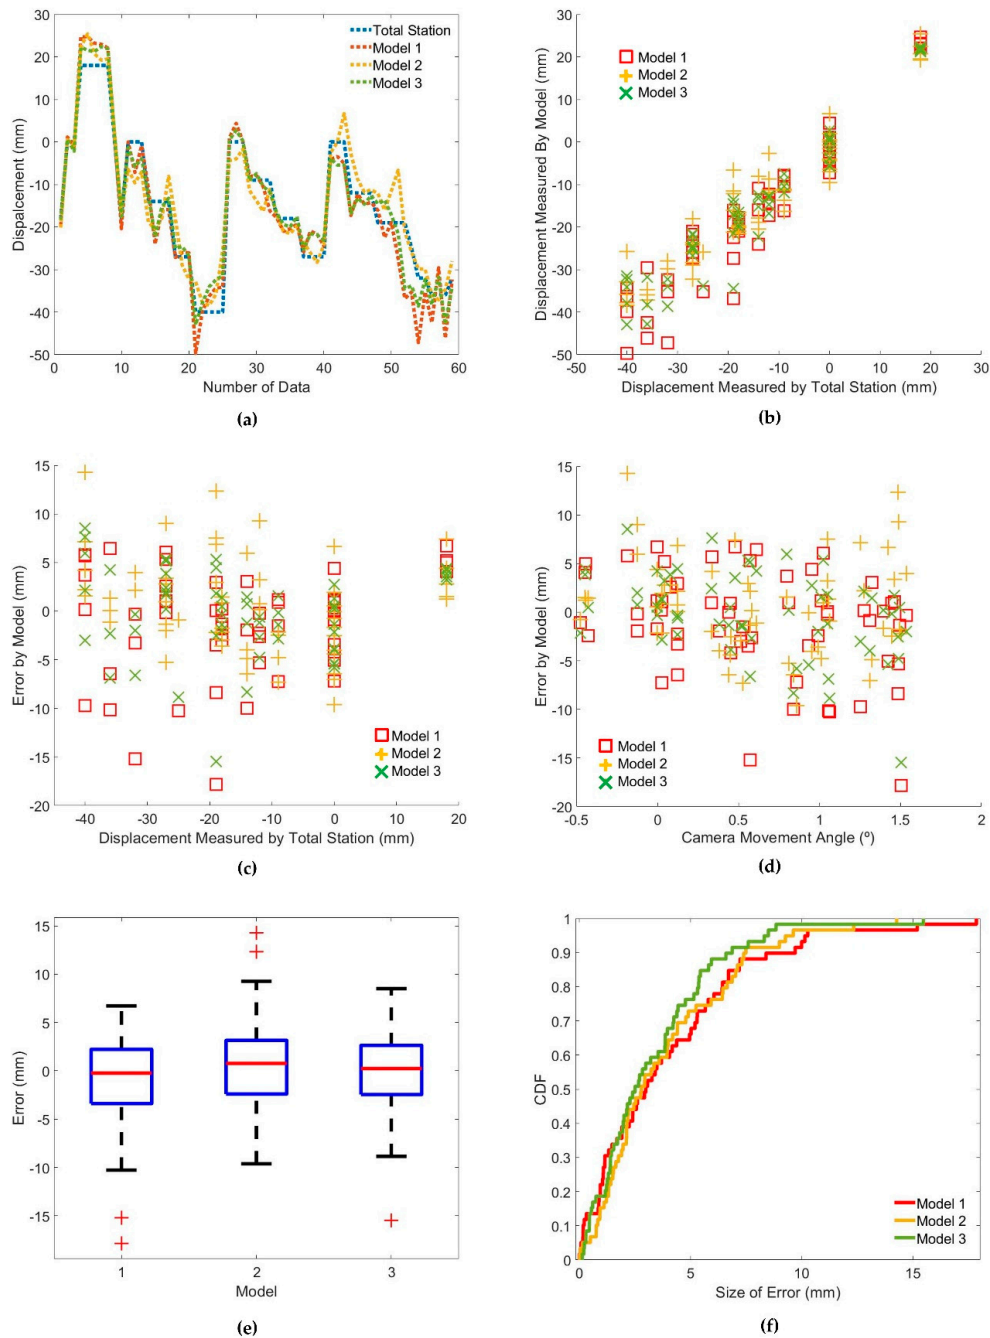 30
20
10
0
-10
-20
-30
-40
-50
Dispalcement (mm)
Total Station
Model 1
Model 2
Model 3
0 10 20 30 40 50 60
Number of Data
(a)
30
20
10
0
-10
-20
-30
-40
-50
Displacement Measured By Model (mm)
Model 1
Model 2
Model 3
-50 -40 -30 -20 -10 0 10 20 30
Displacement Measured by Total Station (mm)
(b)
15
10
5
0
-5
-10
-15
-20
Error by Model (mm)
Model 1
Model 2
Model 3
-40 -30 -20 -10 0 10 20
Displacement Measured by Total Station (mm)
(c)
15
10
5
0
-5
-10
-15
-20
Error by Model (mm)
Model 1
Model 2
Model 3
-0.5 0 0.5 1 1.5 2
Camera Movement Angle (º)
(d)
15
10
5
0
-5
-10
-15
Error (mm)
1 2 3
Model
(e)
1
0.9
0.8
0.7
0.6
0.5
0.4
0.3
0.2
0.1
0
CDF
Model 1
Model 2
Model 3
0 5 10 15
Size of Error (mm)
(f)